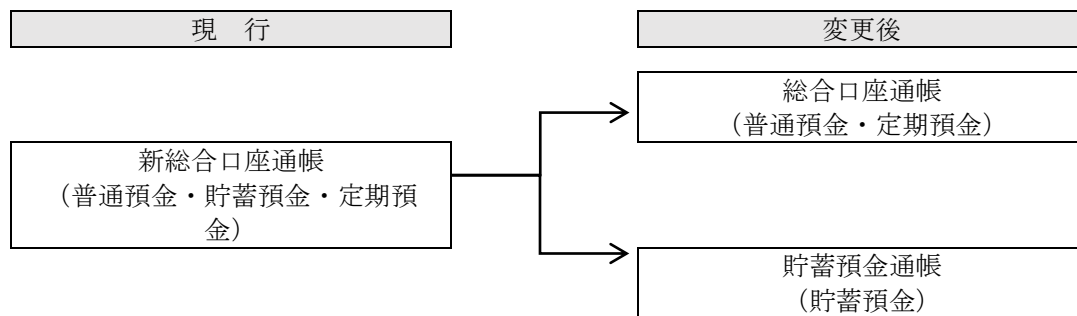 現　行
新総合口座通帳
（普通預金・貯蓄預金・定期預
金）
変更後
総合口座通帳
（普通預金・定期預金）
貯蓄預金通帳
（貯蓄預金）